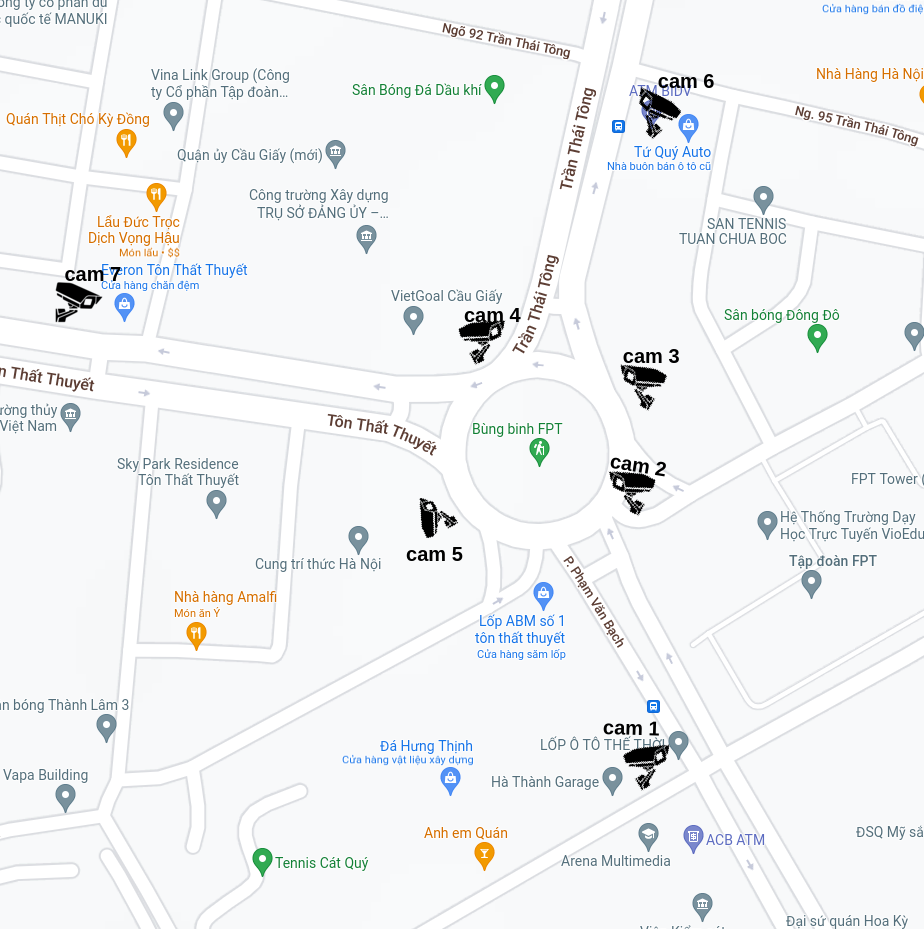 ông ty cổ phần dữ
quốc tế MANUKI
Cửa hàng bán đồ điệ
Ngõ 92 Trần Thái Tông
Vina Link Group (Công
ty Cổ phần Tập đoàn...
Sân Bóng Đá Dầu khí
cam 6
ATM BIDV
Nhà Hàng Hà Nội
Quán Thịt Chó Kỳ Đồng
Ng. 95 Trần Thái Tông
Trần Thái Tông
Quận ủy Cầu Giấy (mới)
Tứ Quý Auto
Nhà buôn bán ô tô cũ
Công trường Xây dựng
TRỤ SỞ ĐẢNG ỦY –...
Lẩu Đức Trọc
Dịch Vọng Hậu
Món lẩu • $$
SAN TENNIS
TUAN CHUA BOC
cam 7
Everon Tôn Thất Thuyết
Cửa hàng chăn đệm
VietGoal Cầu Giấy
cam 4
Trần Thái Tông
Sân bóng Đông Đô
cam 3
n Thất Thuyết
ường thủy
Việt Nam
Tôn Thất Thuyết
Bùng binh FPT
Sky Park Residence
Tôn Thất Thuyết
cam 2
FPT Tower (
Hệ Thống Trường Dạy
Học Trực Tuyến VioEdu
cam 5
Cung trí thức Hà Nội
Tập đoàn FPT
P. Phạm Văn Bạch
Nhà hàng Amalfi
Món ăn Ý
Lốp ABM số 1
tôn thất thuyết
Cửa hàng săm lốp
ân bóng Thành Lâm 3
cam 1
LỐP Ô TÔ THẾ THỚI
Đá Hưng Thịnh
Cửa hàng vật liệu xây dựng
Vapa Building
Hà Thành Garage
Anh em Quán
ACB ATM
ĐSQ Mỹ sắ
Arena Multimedia
Tennis Cát Quý
Đại sứ quán Hoa Kỳ